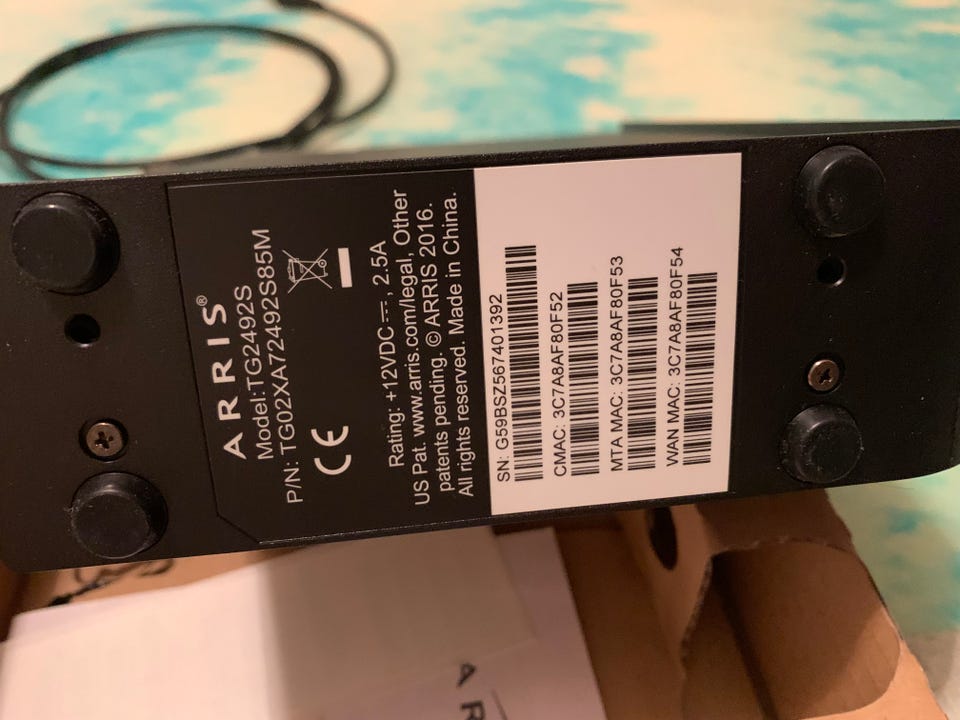 ARRIS®
Model:TG2492S
P/N: TG02XA72492S85M
CE
Rating: +12VDC ⎓, 2.5A
US Pat. www.arris.com/legal, Other
patents pending. © ARRIS 2016.
All rights reserved. Made in China.
SN: G59BSZ567401392
CMAC: 3C7A8AF80F52
MTA MAC: 3C7A8AF80F53
WAN MAC: 3C7A8AF80F54
A R